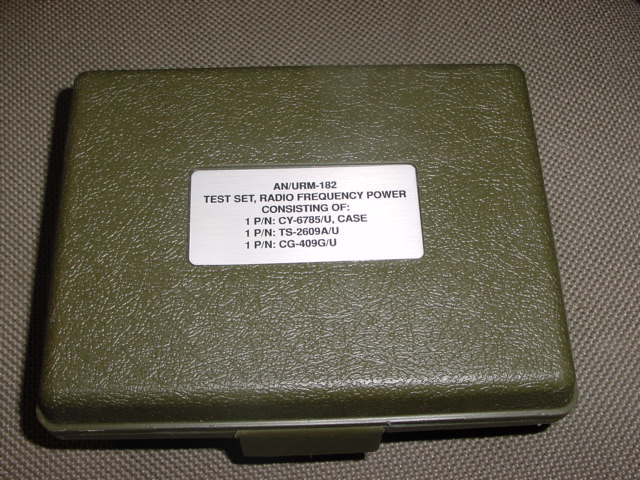 AN/URM-182
TEST SET, RADIO FREQUENCY POWER
CONSISTING OF:
1 P/N: CY-6785/U, CASE
1 P/N: TS-2609A/U
1 P/N: CG-409G/U